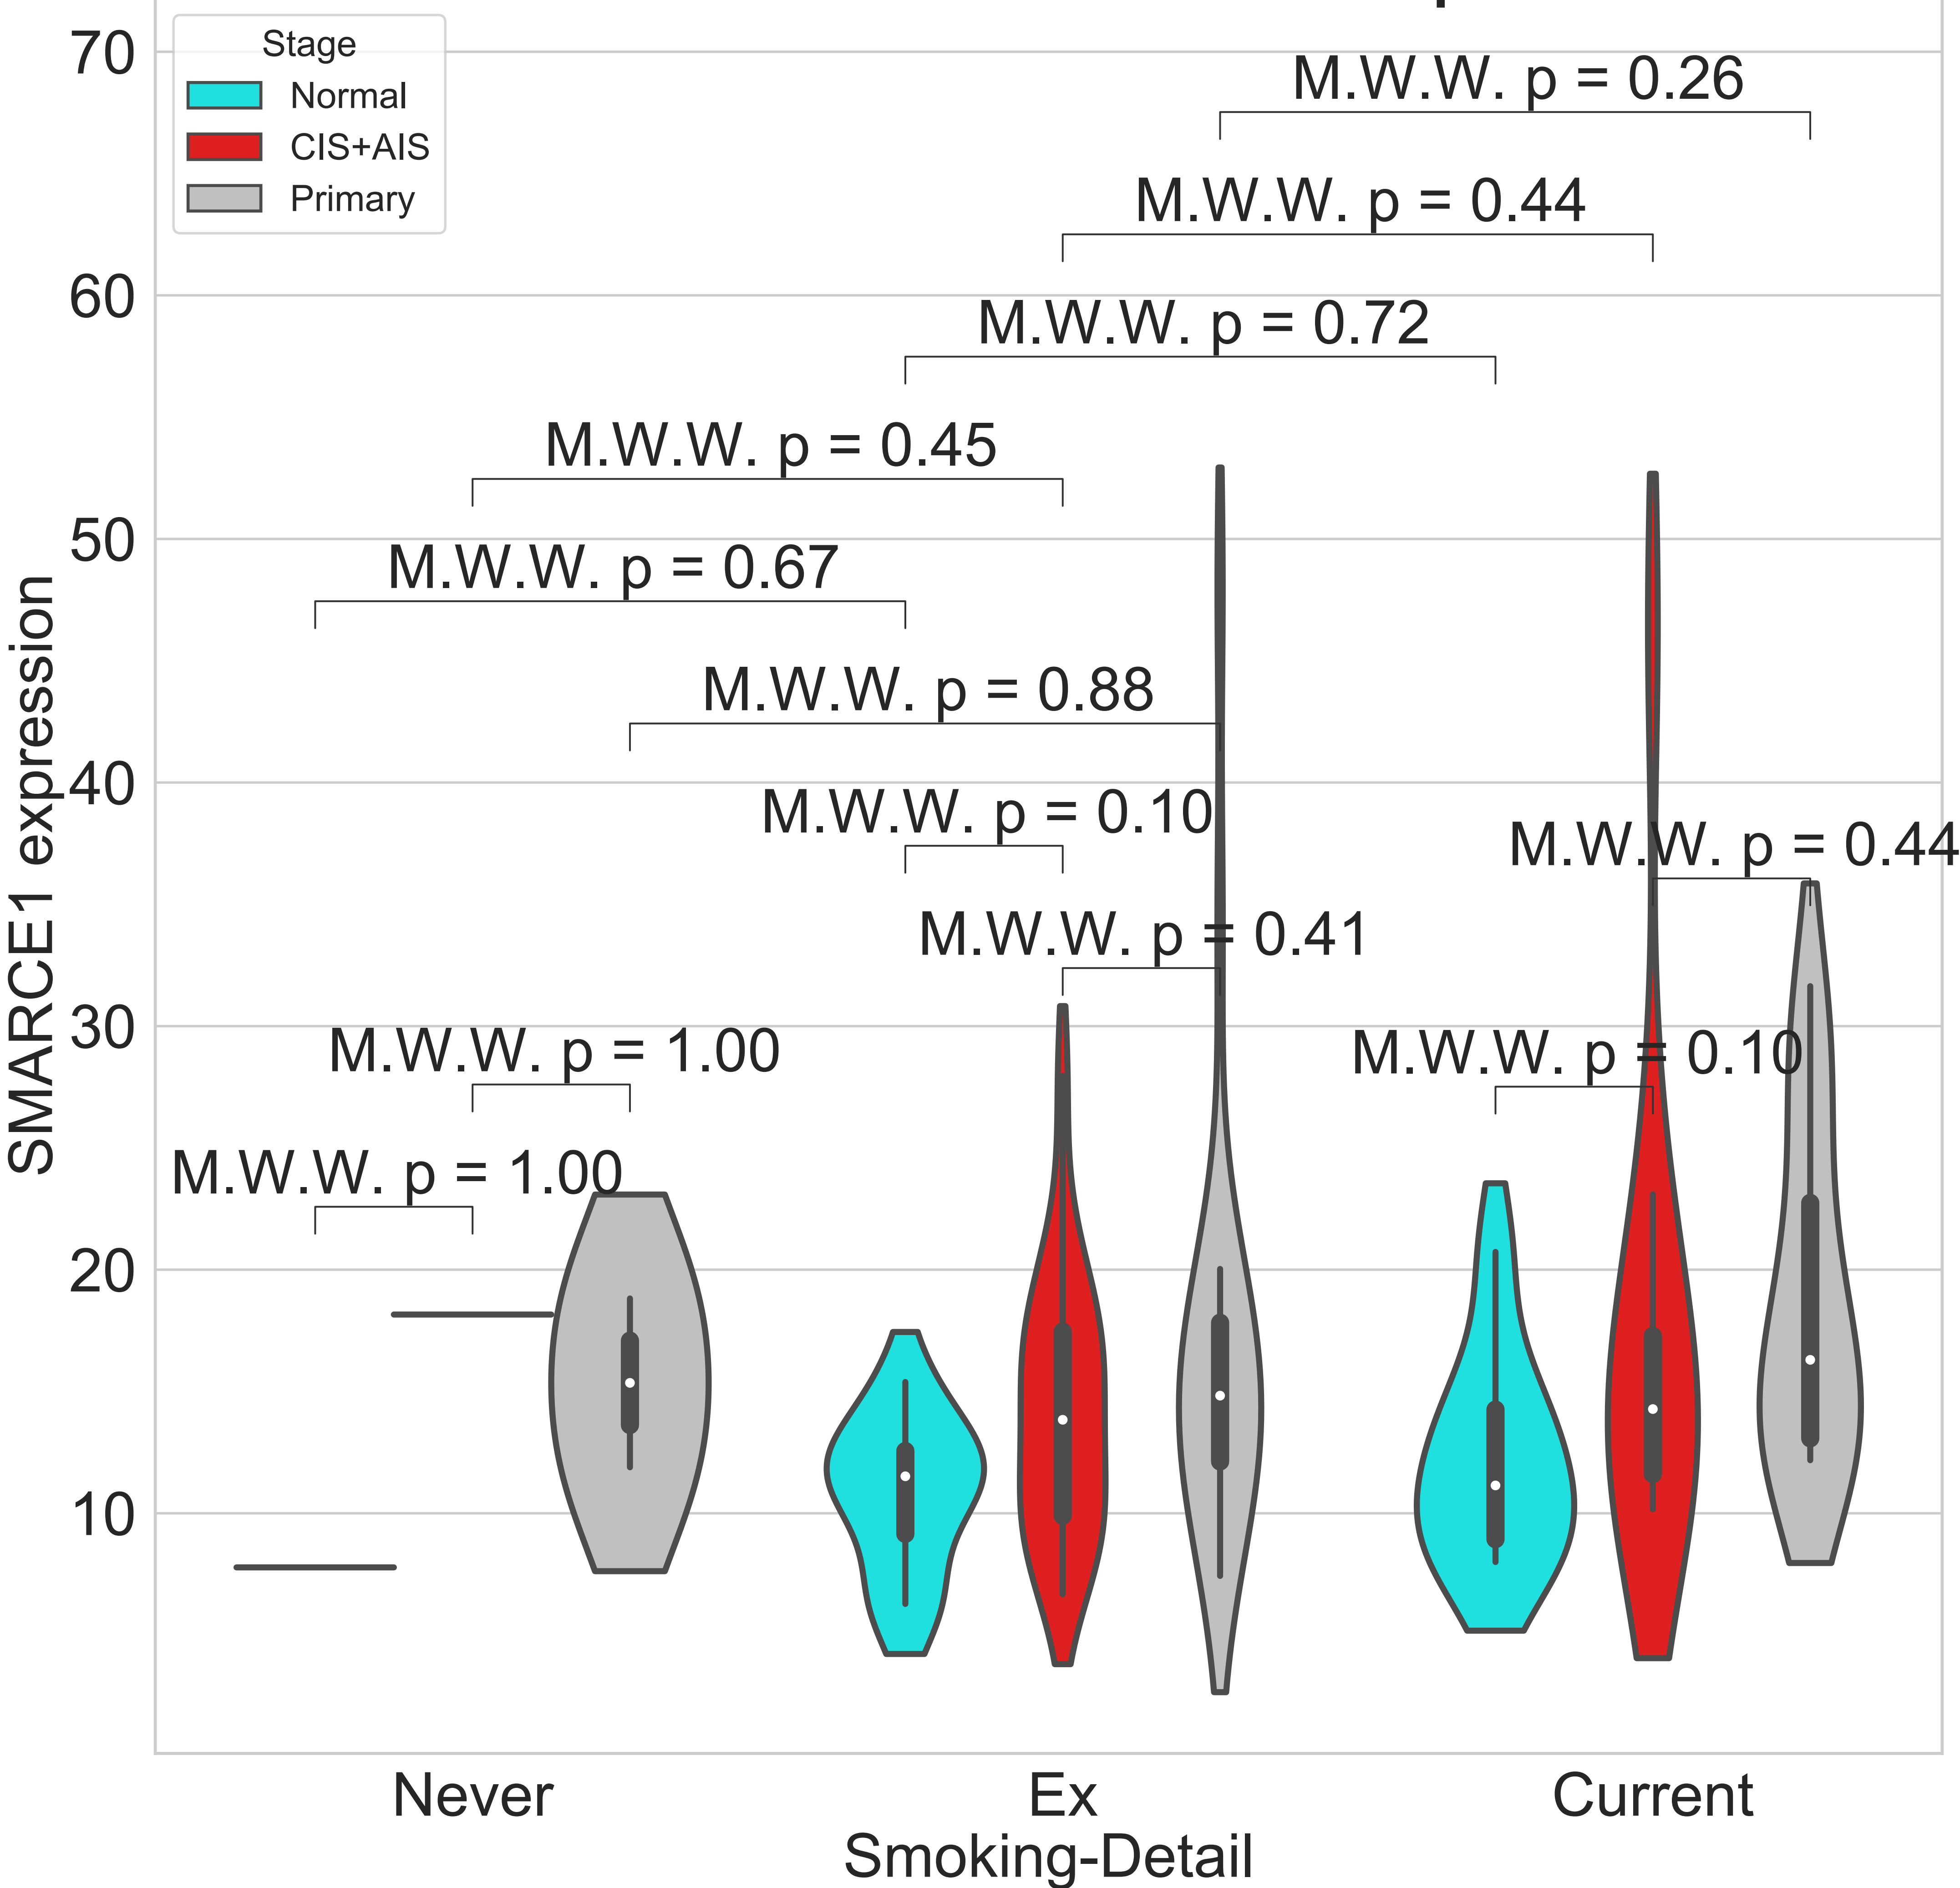 70
60
50
40
30
20
10
SMARCE1 expression
Stage
Normal
CIS+AIS
Primary
M.W.W. p = 0.26
M.W.W. p = 0.44
M.W.W. p = 0.72
M.W.W. p = 0.45
M.W.W. p = 0.67
M.W.W. p = 0.88
M.W.W. p = 0.10
M.W.W. p = 0.44
M.W.W. p = 0.41
M.W.W. p = 1.00
M.W.W. p = 0.10
M.W.W. p = 1.00
Never
Ex
Current
Smoking-Detail